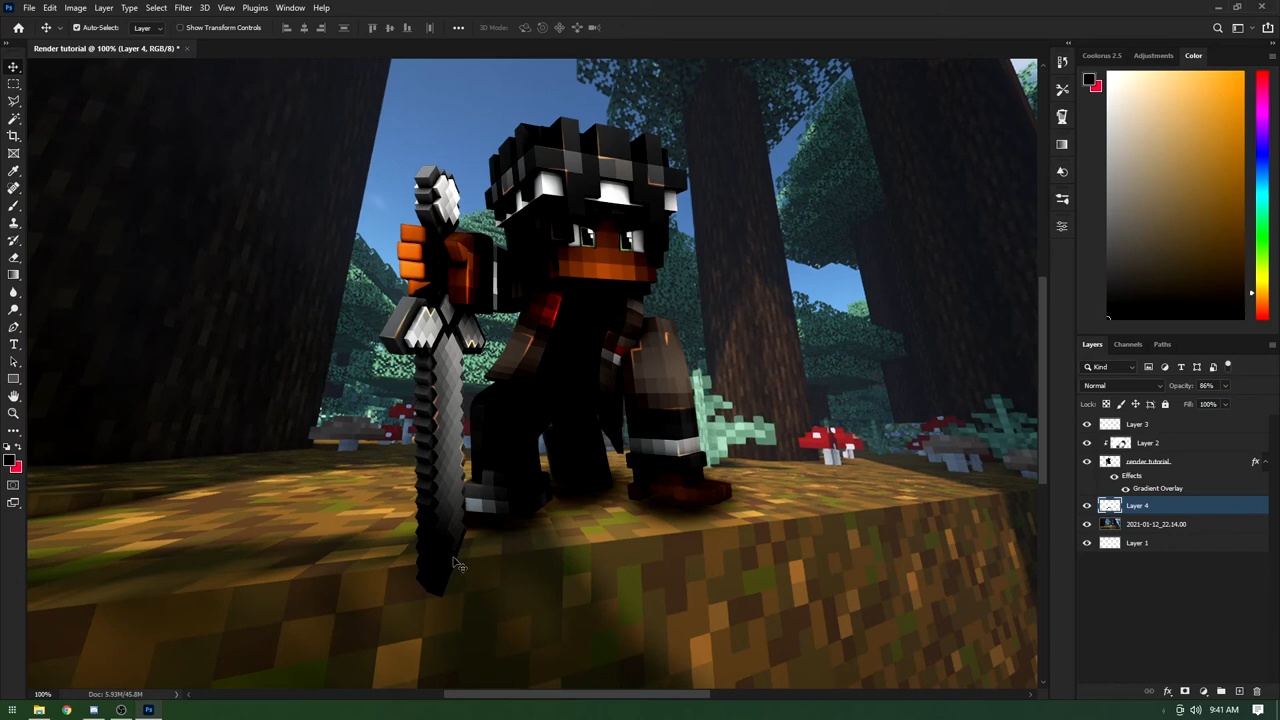 File Edit Image Layer Type Select Filter 3D View Plugins Window Help
Auto-Select: Layer Show Transform Controls 3D Mode:
Render tutorial @ 100% (Layer 4, RGB/8) *
Coolorus 2.5 Adjustments Color
Layers Channels Paths
Kind
Normal Opacity: 86%
Lock: Fill: 100%
Layer 3
Layer 2
render tutorial fx
Effects
Gradient Overlay
Layer 4
2021-01-12_22.14.00
Layer 1
100% Doc: 5.93M/45.8M
9:41 AM